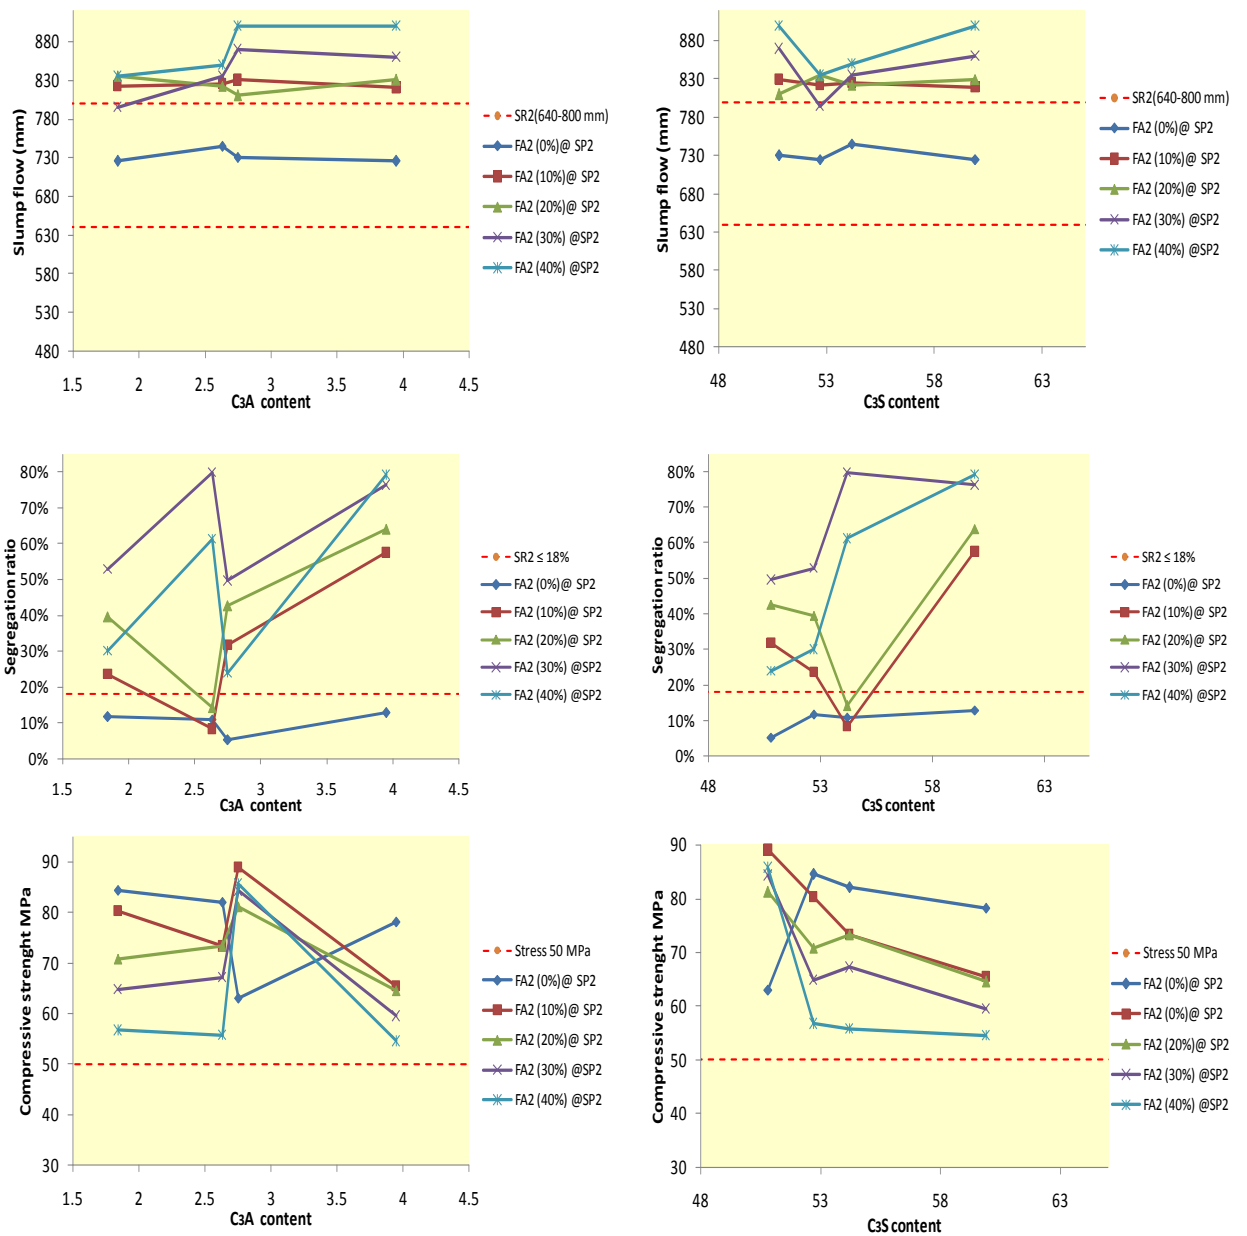 880
830
780
730
680
630
580
530
480
Slump flow (mm)
1.5 2 2.5 3 3.5 4 4.5
C3A content
SR2(640-800 mm)
FA2 (0%)@ SP2
FA2 (10%)@ SP2
FA2 (20%)@ SP2
FA2 (30%) @SP2
FA2 (40%) @SP2
880
830
780
730
680
630
580
530
480
Slump flow (mm)
48 53 58 63
C3S content
SR2(640-800 mm)
FA2 (0%)@ SP2
FA2 (10%)@ SP2
FA2 (20%)@ SP2
FA2 (30%) @SP2
FA2 (40%) @SP2
80%
70%
60%
50%
40%
30%
20%
10%
0%
Segregation ratio
1.5 2 2.5 3 3.5 4 4.5
C3A content
SR2 ≤ 18%
FA2 (0%)@ SP2
FA2 (10%)@ SP2
FA2 (20%)@ SP2
FA2 (30%) @SP2
FA2 (40%) @SP2
80%
70%
60%
50%
40%
30%
20%
10%
0%
Segregation ratio
48 53 58 63
C3S content
SR2 ≤ 18%
FA2 (0%)@ SP2
FA2 (10%)@ SP2
FA2 (20%)@ SP2
FA2 (30%) @SP2
FA2 (40%) @SP2
90
80
70
60
50
40
30
Compressive strenght MPa
1.5 2 2.5 3 3.5 4 4.5
C3A content
Stress 50 MPa
FA2 (0%)@ SP2
FA2 (10%)@ SP2
FA2 (20%)@ SP2
FA2 (30%) @SP2
FA2 (40%) @SP2
90
80
70
60
50
40
30
Compressive strenght MPa
48 53 58 63
C3S content
Stress 50 MPa
FA2 (0%)@ SP2
FA2 (0%)@ SP2
FA2 (20%)@ SP2
FA2 (30%) @SP2
FA2 (40%) @SP2